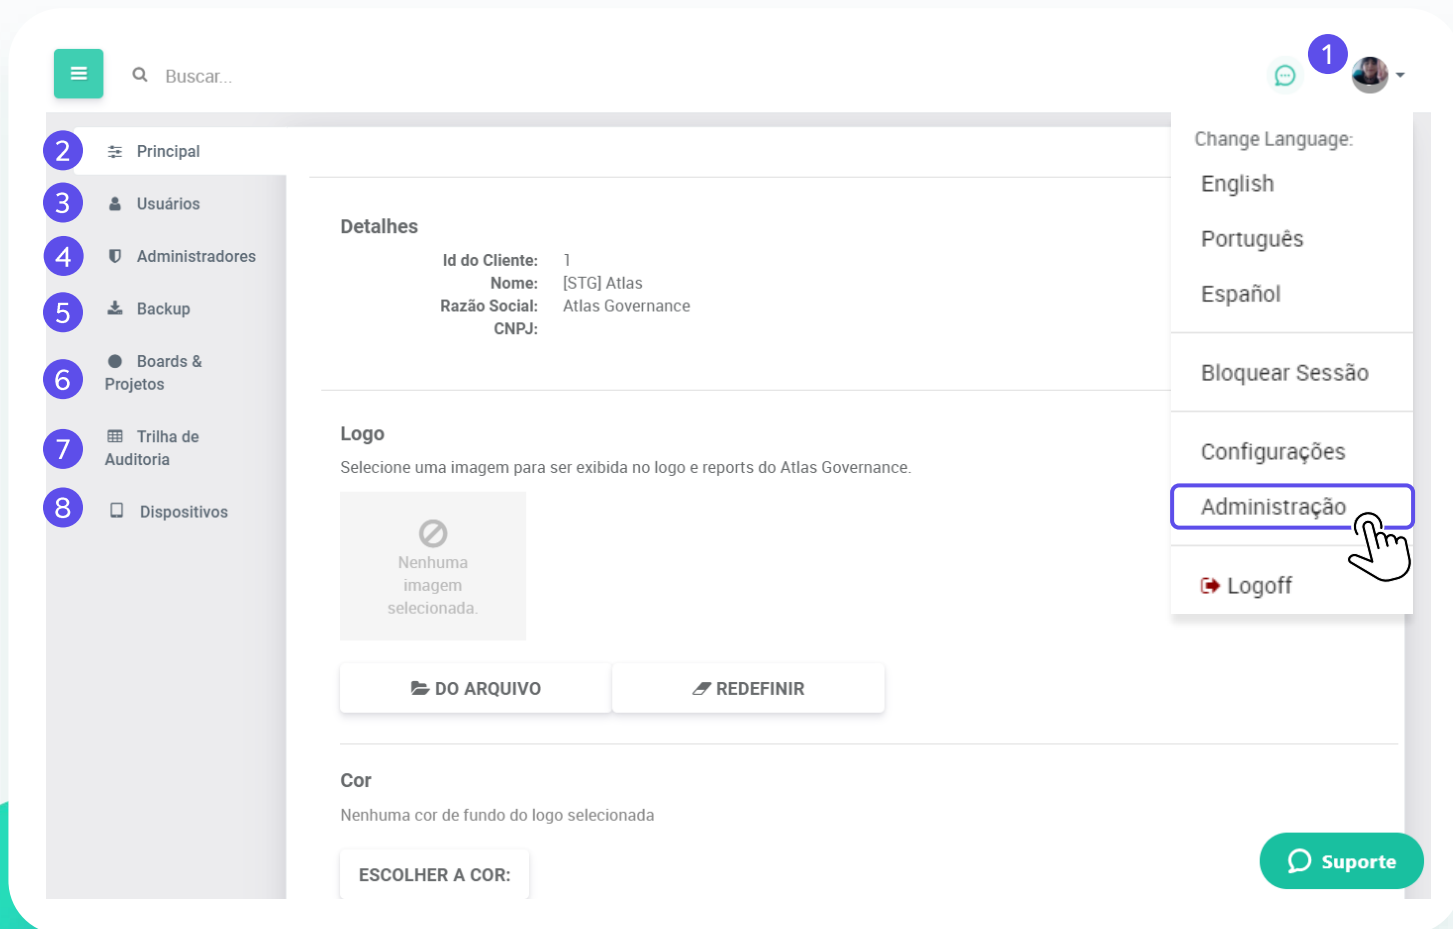 Buscar...
1
2 Principal
3 Usuários
4 Administradores
5 Backup
6 Boards &
Projetos
7 Trilha de
Auditoria
8 Dispositivos
Detalhes
Id do Cliente: 1
Nome: [STG] Atlas
Razão Social: Atlas Governance
CNPJ:
Logo
Selecione uma imagem para ser exibida no logo e reports do Atlas Governance.
Nenhuma
imagem
selecionada.
DO ARQUIVO
REDEFINIR
Cor
Nenhuma cor de fundo do logo selecionada
ESCOLHER A COR:
Change Language:
English
Português
Español
Bloquear Sessão
Configurações
Administração
Logoff
Suporte